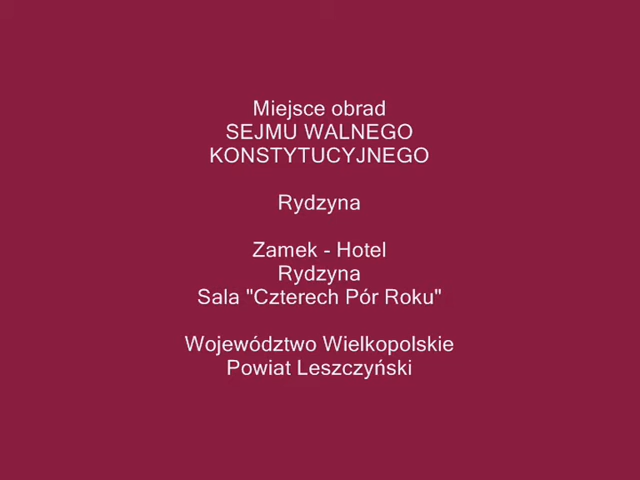 Miejsce obrad
SEJMU WALNEGO
KONSTYTUCYJNEGO
Rydzyna
Zamek - Hotel
Rydzyna
Sala "Czterech Pór Roku"
Województwo Wielkopolskie
Powiat Leszczyński